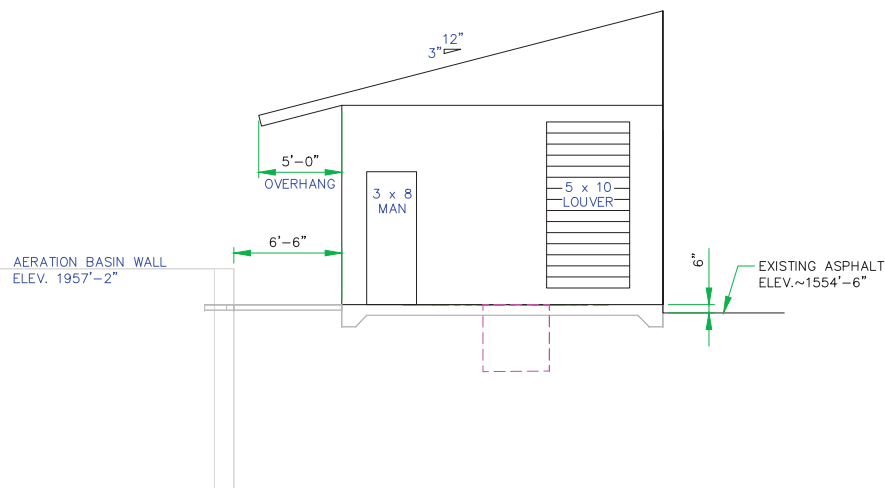 12"
3"
5'-0"
OVERHANG
3 x 8
MAN
5 x 10
LOUVER
6'-6"
AERATION BASIN WALL
ELEV. 1957'-2"
6"
EXISTING ASPHALT
ELEV.~1554'-6"